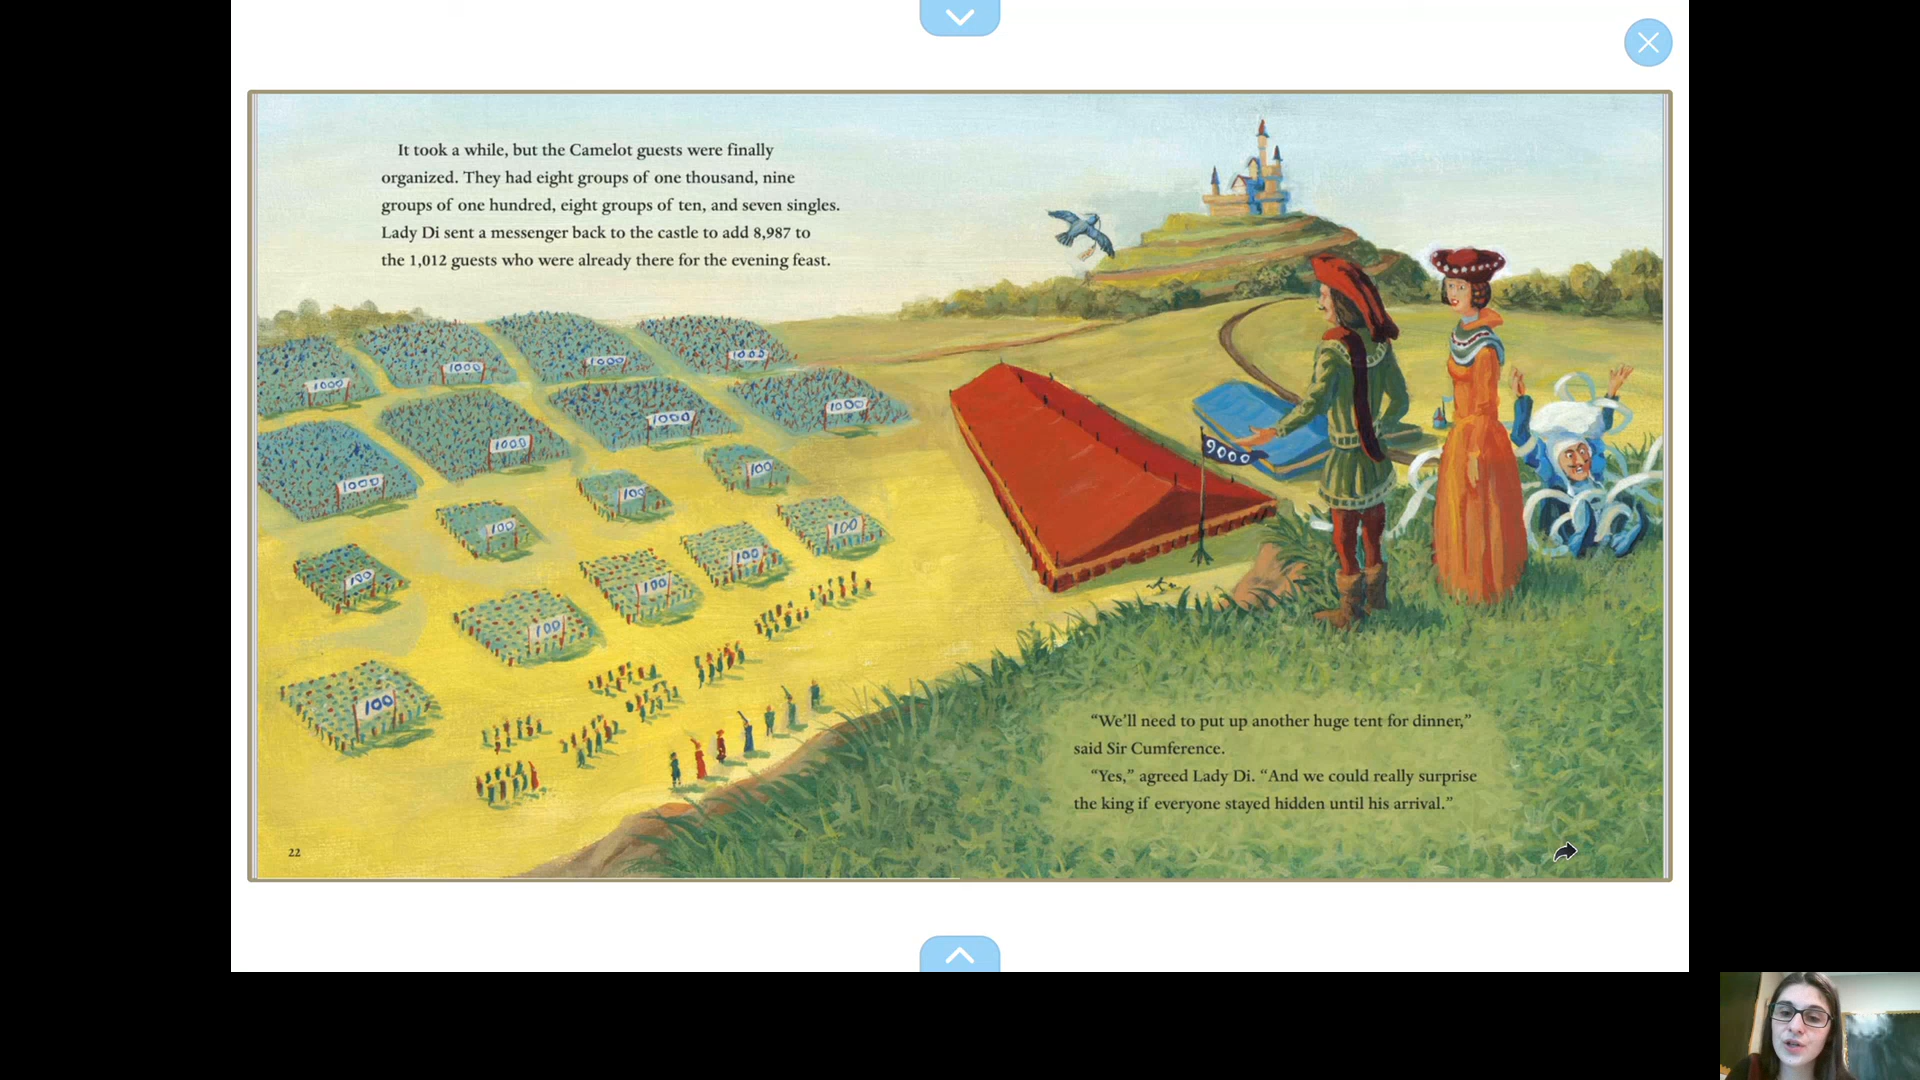 It took a while, but the Camelot guests were finally
organized. They had eight groups of one thousand, nine
groups of one hundred, eight groups of ten, and seven singles.
Lady Di sent a messenger back to the castle to add 8,987 to
the 1,012 guests who were already there for the evening feast.
1000
1000
1000
1000
1000
1000
1000
1000
9000
100
100
100
100
100
100
100
100
100
“We’ll need to put up another huge tent for dinner,”
said Sir Cumference.
“Yes,” agreed Lady Di. “And we could really surprise
the king if everyone stayed hidden until his arrival.”
22